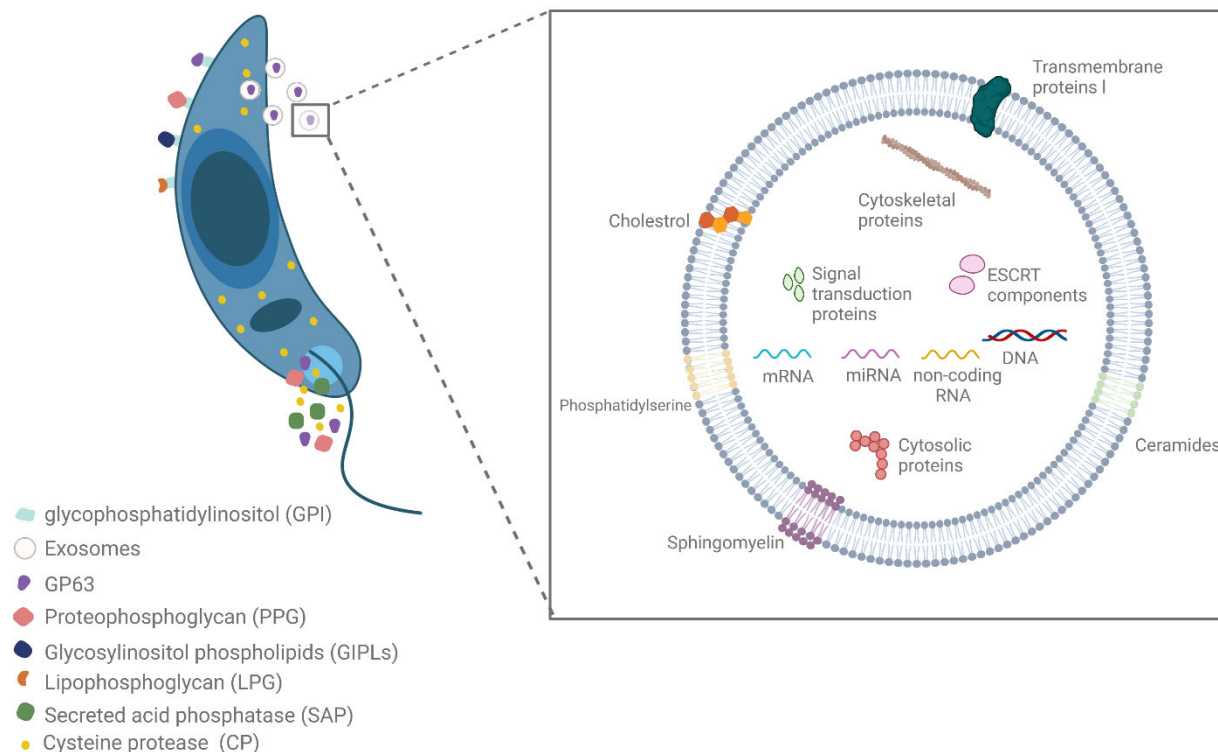 Transmembrane
proteins I
Cytoskeletal
proteins
Cholestrol
Signal
transduction
proteins
ESCRT
components
DNA
mRNA
miRNA
non-coding
RNA
Phosphatidylserine
Ceramides
Cytosolic
proteins
Sphingomyelin
glycophosphatidylinositol (GPI)
Exosomes
GP63
Proteophosphoglycan (PPG)
Glycosylinositol phospholipids (GIPLs)
Lipophosphoglycan (LPG)
Secreted acid phosphatase (SAP)
Cysteine protease (CP)